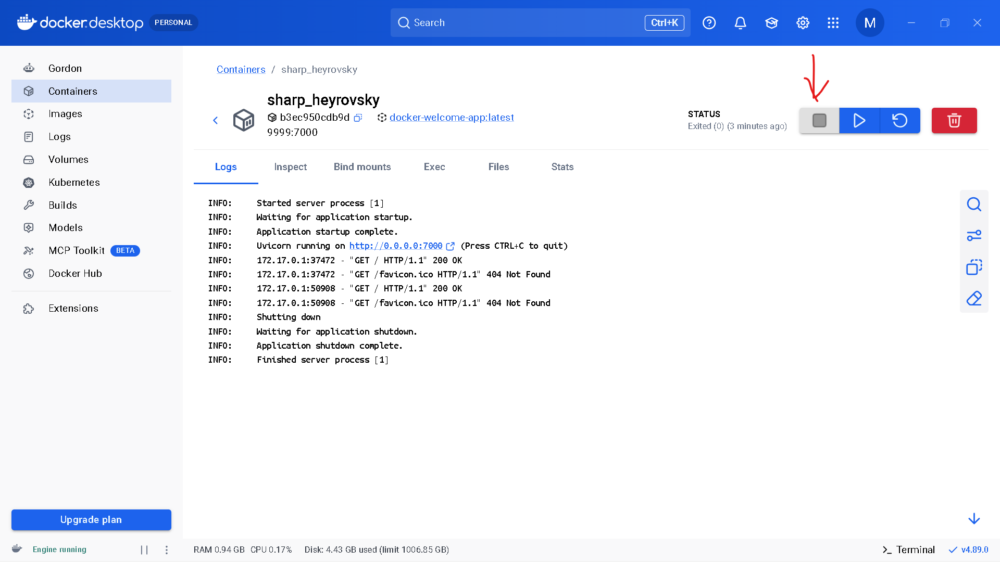 docker.desktop PERSONAL
Search Ctrl+K
M
Gordon
Containers
Images
Logs
Volumes
Kubernetes
Builds
Models
MCP Toolkit BETA
Docker Hub
Extensions
Upgrade plan
Containers / sharp_heyrovsky
sharp_heyrovsky
b3ec950cdb9d docker-welcome-app:latest
9999:7000
STATUS
Exited (0) (3 minutes ago)
Logs Inspect Bind mounts Exec Files Stats
INFO: Started server process [1]
INFO: Waiting for application startup.
INFO: Application startup complete.
INFO: Uvicorn running on http://0.0.0.0:7000 (Press CTRL+C to quit)
INFO: 172.17.0.1:37472 - "GET / HTTP/1.1" 200 OK
INFO: 172.17.0.1:37472 - "GET /favicon.ico HTTP/1.1" 404 Not Found
INFO: 172.17.0.1:50908 - "GET / HTTP/1.1" 200 OK
INFO: 172.17.0.1:50908 - "GET /favicon.ico HTTP/1.1" 404 Not Found
INFO: Shutting down
INFO: Waiting for application shutdown.
INFO: Application shutdown complete.
INFO: Finished server process [1]
Engine running
RAM 0.94 GB CPU 0.17% Disk: 4.43 GB used (limit 1006.85 GB)
Terminal
v4.89.0